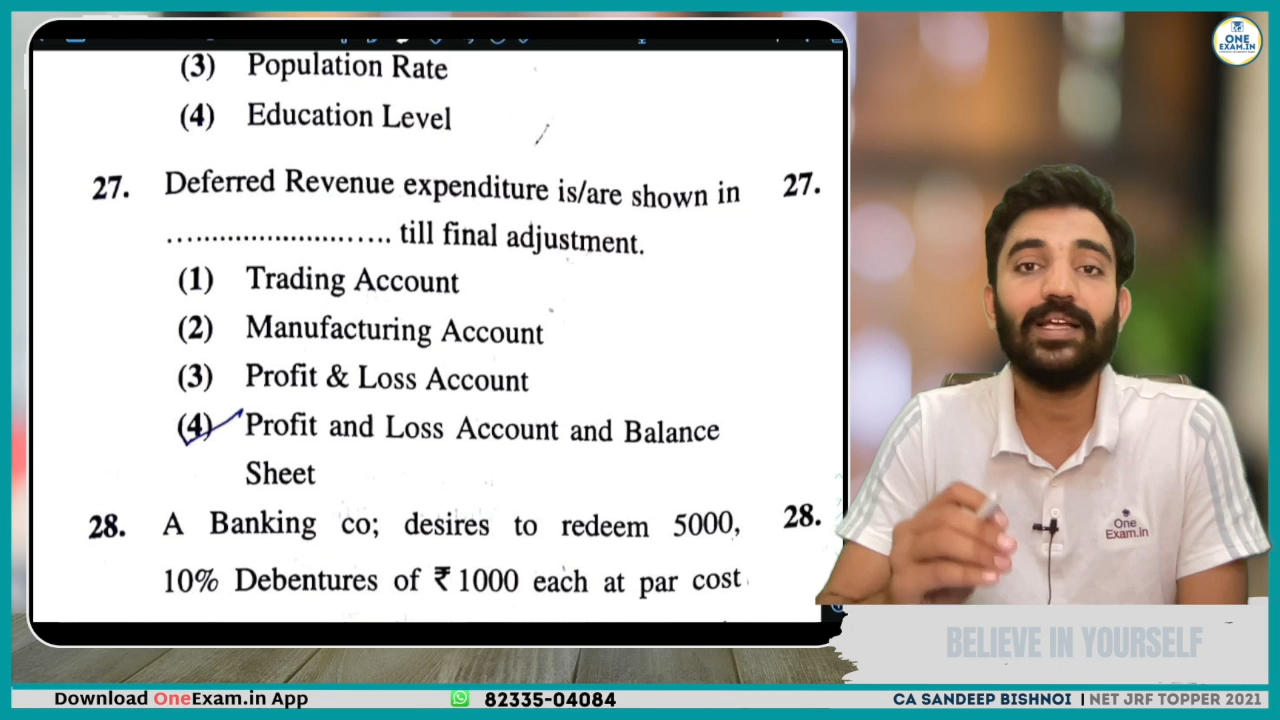 ONE
EXAM.IN
(3) Population Rate
(4) Education Level
27. Deferred Revenue expenditure is/are shown in 27.
............................ till final adjustment.
(1) Trading Account
(2) Manufacturing Account
(3) Profit & Loss Account
(4) Profit and Loss Account and Balance
Sheet
28. A Banking co; desires to redeem 5000, 28.
10% Debentures of ₹ 1000 each at par cost
One
Exam.In
BELIEVE IN YOURSELF
Download OneExam.in App 82335-04084 CA SANDEEP BISHNOI | NET JRF TOPPER 2021